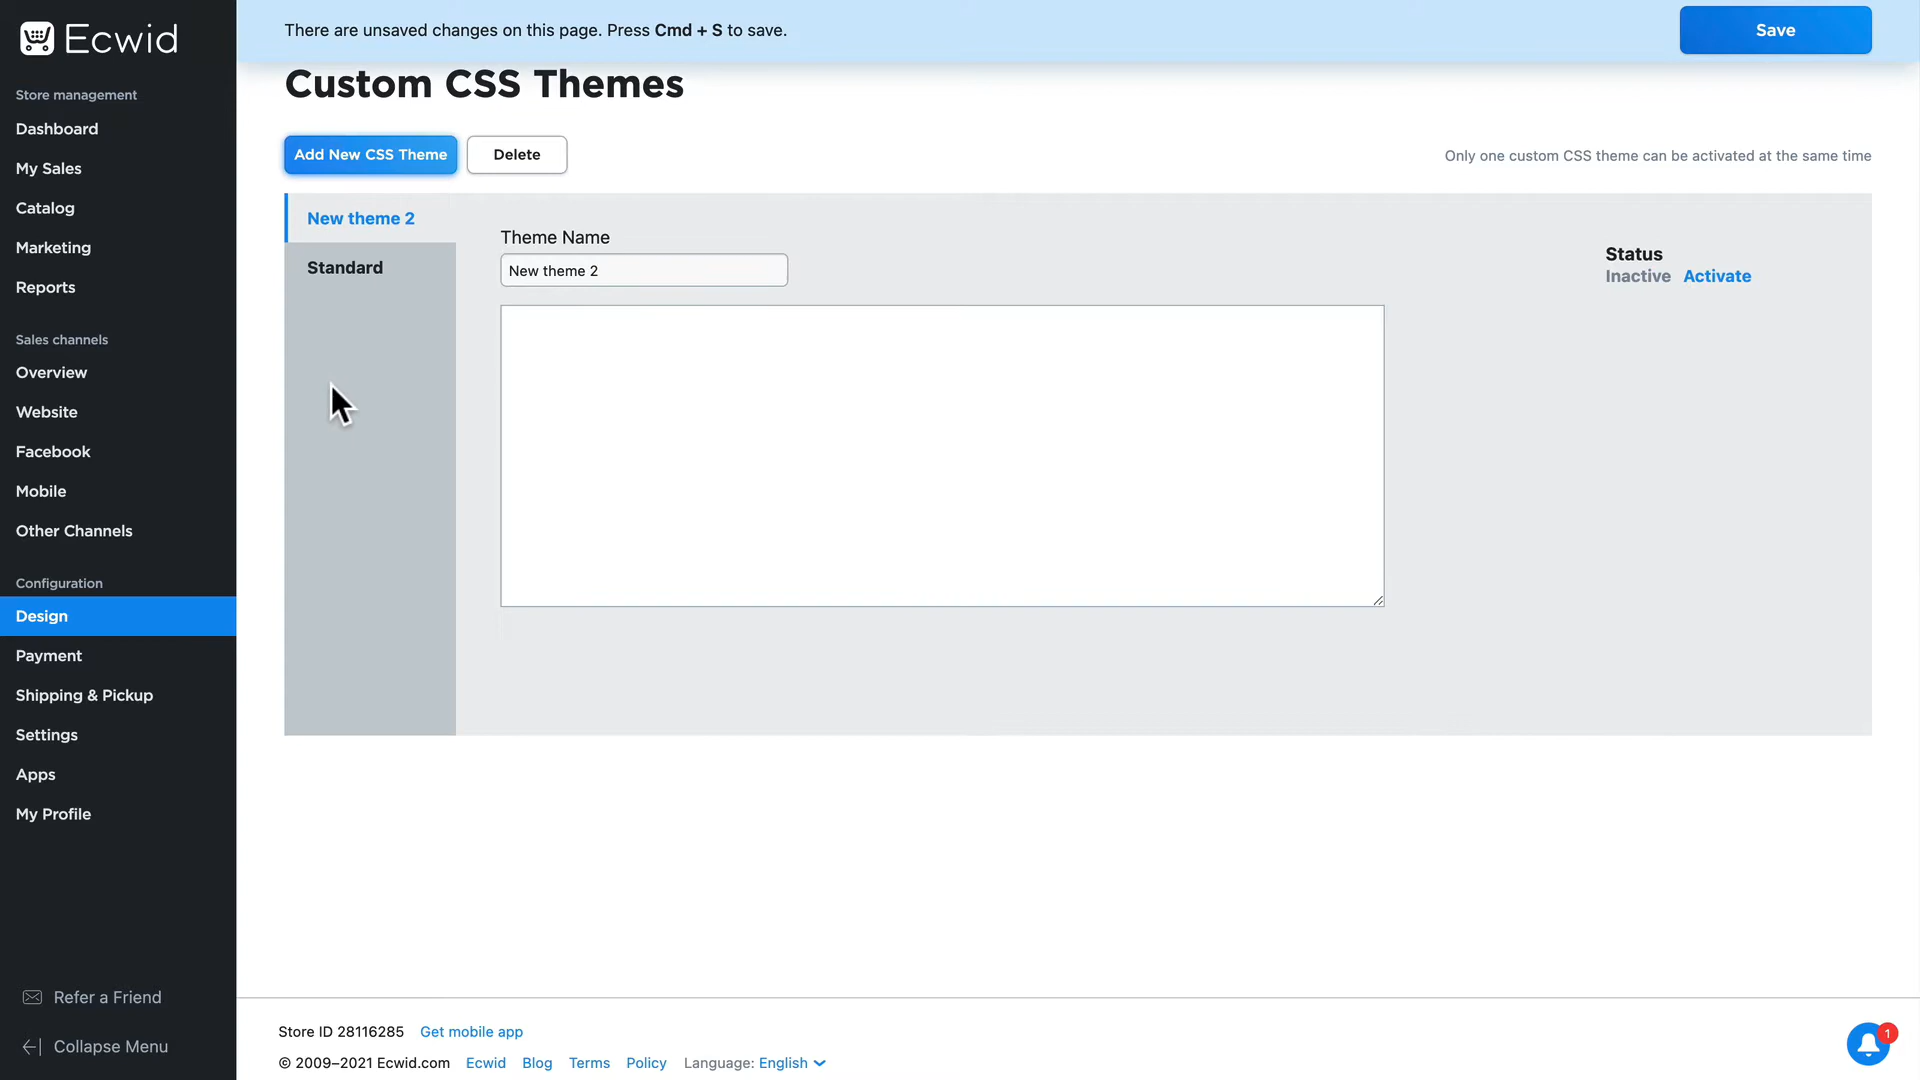 Ecwid
There are unsaved changes on this page. Press Cmd + S to save.
Save
Store management
Dashboard
My Sales
Catalog
Marketing
Reports
Sales channels
Overview
Website
Facebook
Mobile
Other Channels
Configuration
Design
Payment
Shipping & Pickup
Settings
Apps
My Profile
Refer a Friend
Collapse Menu
Custom CSS Themes
Add New CSS Theme
Delete
Only one custom CSS theme can be activated at the same time
New theme 2
Standard
Theme Name
New theme 2
Status
Inactive Activate
Store ID 28116285 Get mobile app
© 2009–2021 Ecwid.com Ecwid Blog Terms Policy Language: English
1